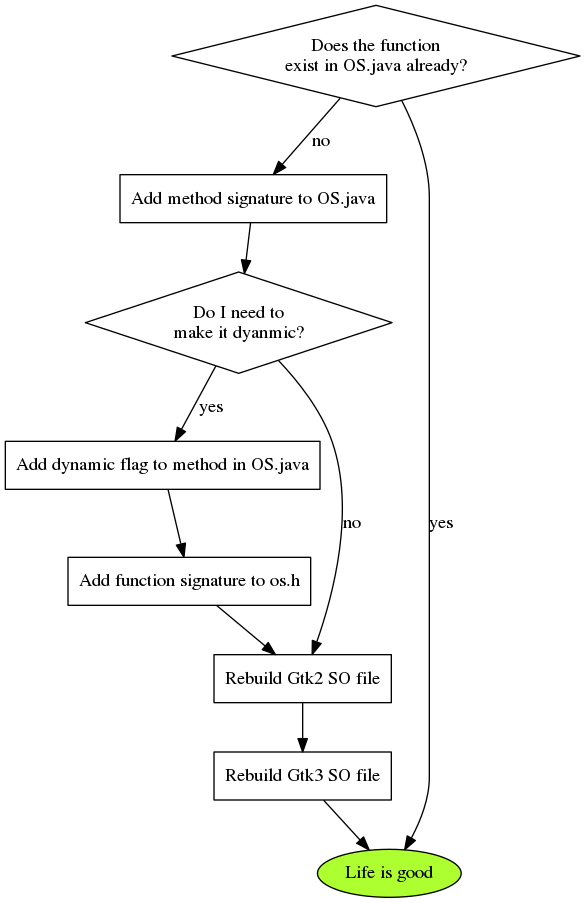 Does the function
exist in OS.java already?
no
Add method signature to OS.java
Do I need to
make it dyanmic?
yes
Add dynamic flag to method in OS.java
no
yes
Add function signature to os.h
Rebuild Gtk2 SO file
Rebuild Gtk3 SO file
Life is good